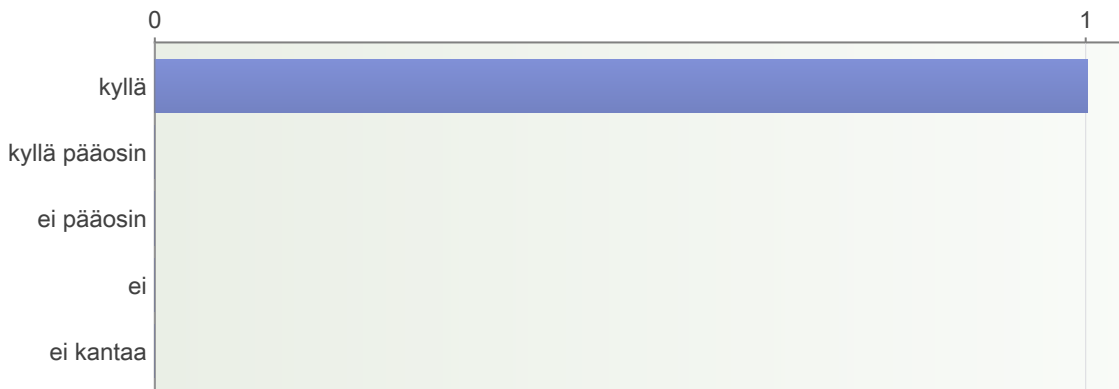 0 1
kyllä
kyllä pääosin
ei pääosin
ei
ei kantaa